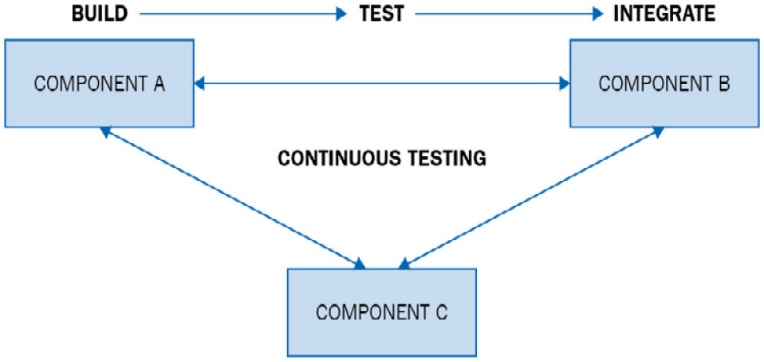 BUILD TEST INTEGRATE
COMPONENT A COMPONENT B
CONTINUOUS TESTING
COMPONENT C